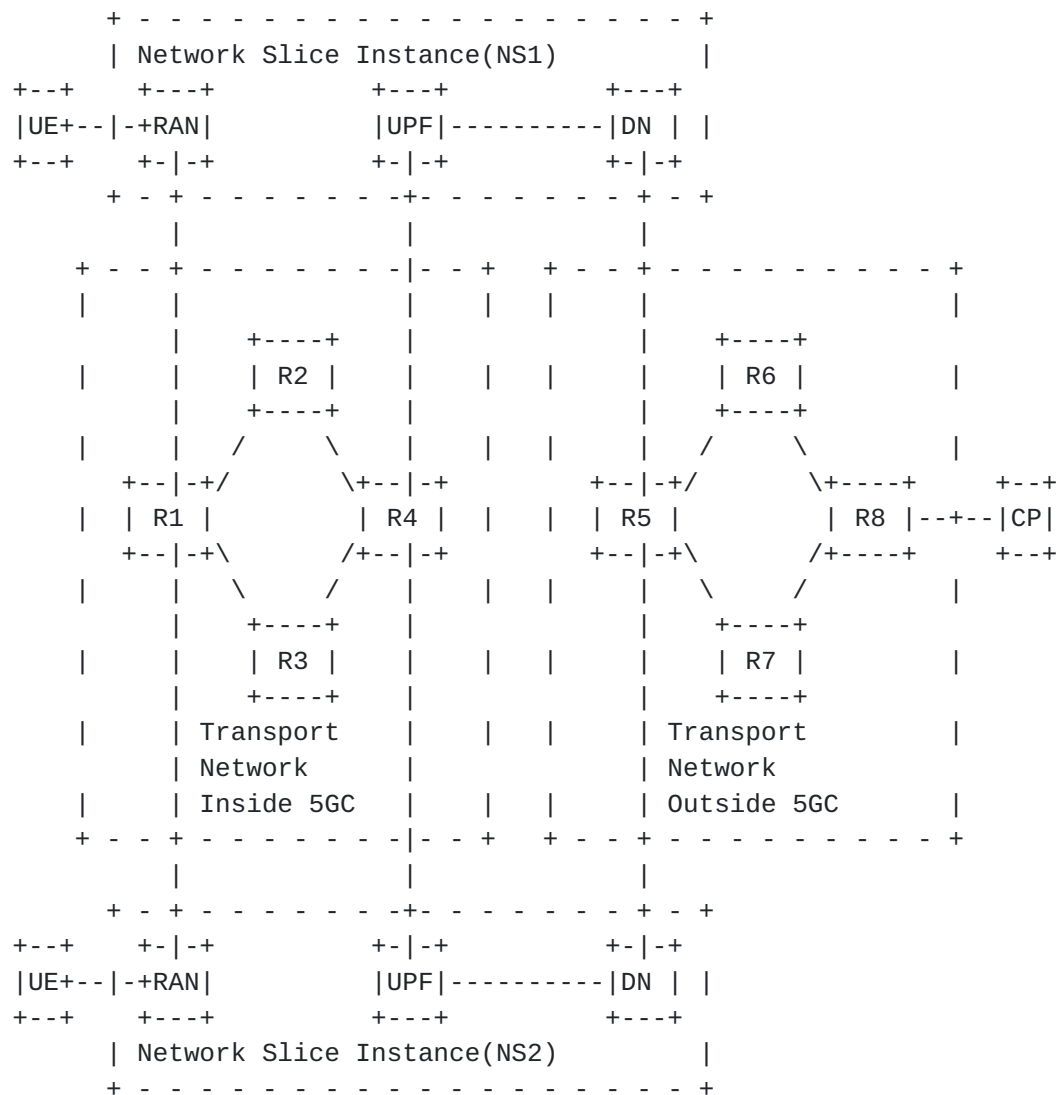 Network Slice Instance(NS1)
UE RAN UPF DN
R2 R6
R1 R4 R5 R8 CP
R3 R7
Transport Transport
Network Network
Inside 5GC Outside 5GC
UE RAN UPF DN
Network Slice Instance(NS2)